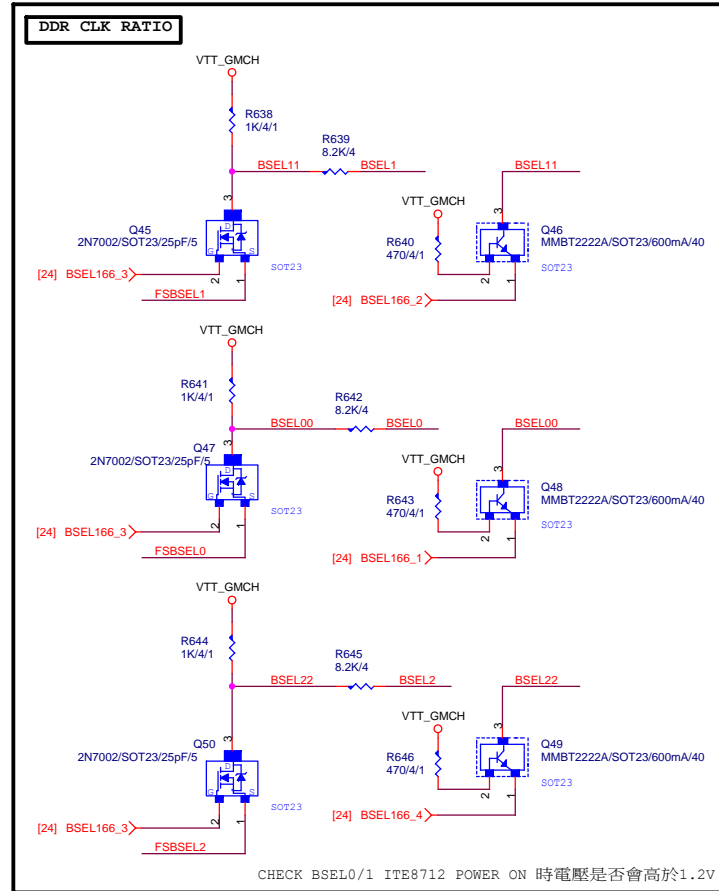 DDR CLK RATIO
VTT_GMCH
R638
1K/4/1
R639
8.2K/4
BSEL11 BSEL1 BSEL11
3 3
Q45
2N7002/SOT23/25pF/5
D
G S
SOT23
VTT_GMCH
R640
470/4/1
Q46
MMBT2222A/SOT23/600mA/40
SOT23
2 1 2 1
[24] BSEL166_3
FSBSEL1
[24] BSEL166_2
VTT_GMCH
R641
1K/4/1
R642
8.2K/4
BSEL00 BSEL0 BSEL00
3 3
Q47
2N7002/SOT23/25pF/5
D
G S
SOT23
VTT_GMCH
R643
470/4/1
Q48
MMBT2222A/SOT23/600mA/40
SOT23
2 1 2 1
[24] BSEL166_3
FSBSEL0
[24] BSEL166_1
VTT_GMCH
R644
1K/4/1
R645
8.2K/4
BSEL22 BSEL2 BSEL22
3 3
Q50
2N7002/SOT23/25pF/5
D
G S
SOT23
VTT_GMCH
R646
470/4/1
Q49
MMBT2222A/SOT23/600mA/40
SOT23
2 1 2 1
[24] BSEL166_3
FSBSEL2
[24] BSEL166_4
CHECK BSEL0/1 ITE8712 POWER ON 時電壓是否會高於1.2V